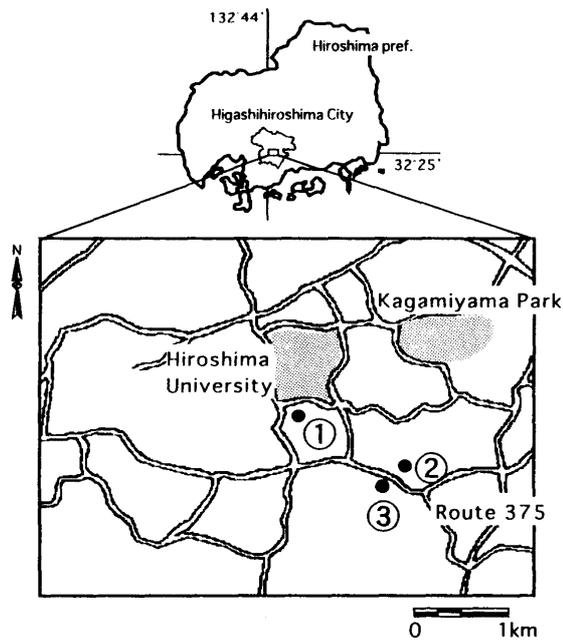 132°44'
Hiroshima pref.
Higashihiroshima City
32°25'
N
Kagamiyama Park
Hiroshima
University
①
②
③
Route 375
0 1km